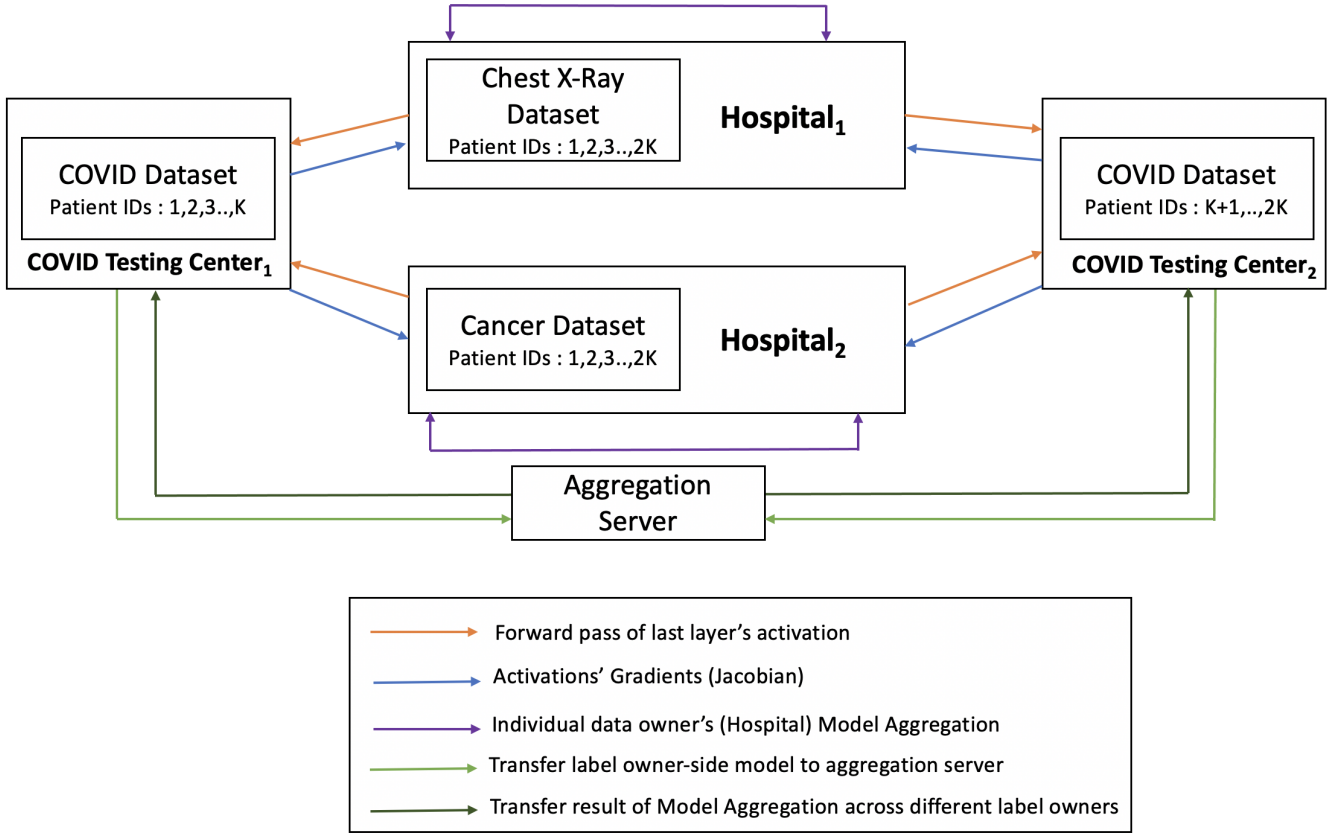 Chest X-Ray
Dataset
Patient IDs : 1,2,3..,2K
Hospital1
COVID Dataset
Patient IDs : 1,2,3..,K
COVID Testing Center1
COVID Dataset
Patient IDs : K+1,..,2K
COVID Testing Center2
Cancer Dataset
Patient IDs : 1,2,3..,2K
Hospital2
Aggregation
Server
Forward pass of last layer’s activation
Activations’ Gradients (Jacobian)
Individual data owner’s (Hospital) Model Aggregation
Transfer label owner-side model to aggregation server
Transfer result of Model Aggregation across different label owners